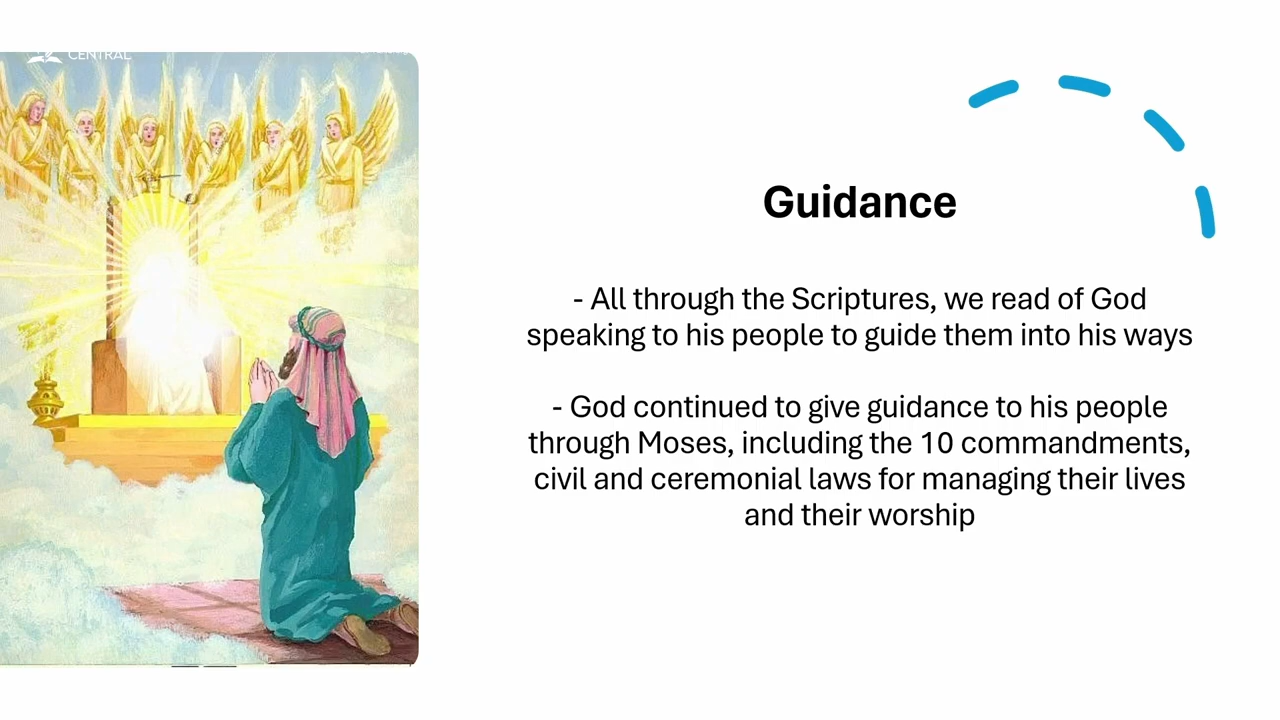 CENTRAL
Guidance
- All through the Scriptures, we read of God
speaking to his people to guide them into his ways
- God continued to give guidance to his people
through Moses, including the 10 commandments,
civil and ceremonial laws for managing their lives
and their worship